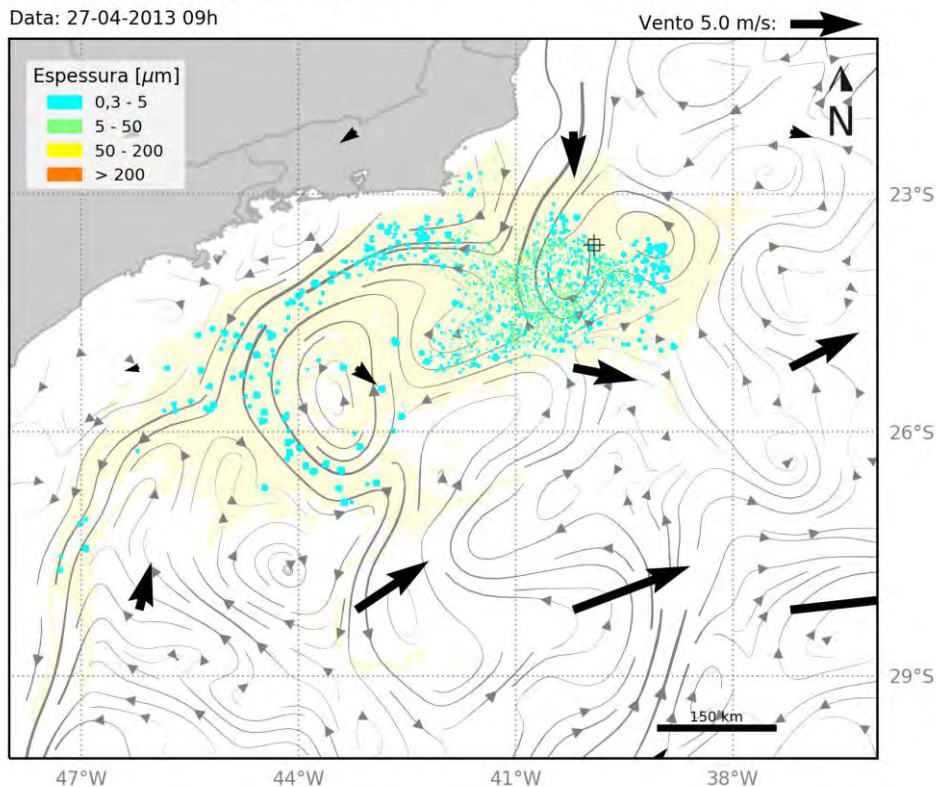 Data: 27-04-2013 09h
Vento 5.0 m/s:
Espessura [μm]
0,3 - 5
5 - 50
50 - 200
> 200
N
23°S
26°S
29°S
150 km
47°W
44°W
41°W
38°W